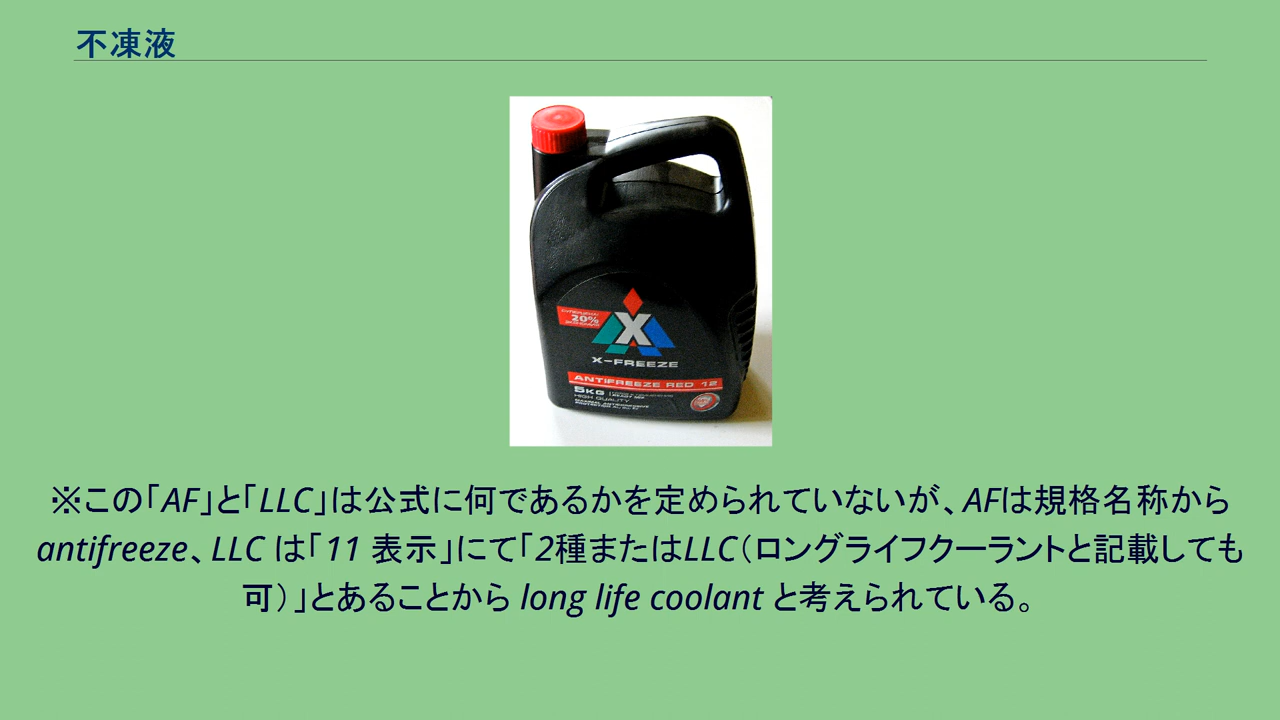 不凍液
20%
X
X-FREEZE
ANTIFREEZE RED 12
5KG
HIGH QUALITY
※この「AF」と「LLC」は公式に何であるかを定められていないが、AFは規格名称から
antifreeze、LLC は「11 表示」にて「2種またはLLC（ロングライフクーラントと記載しても
可）」とあることから long life coolant と考えられている。